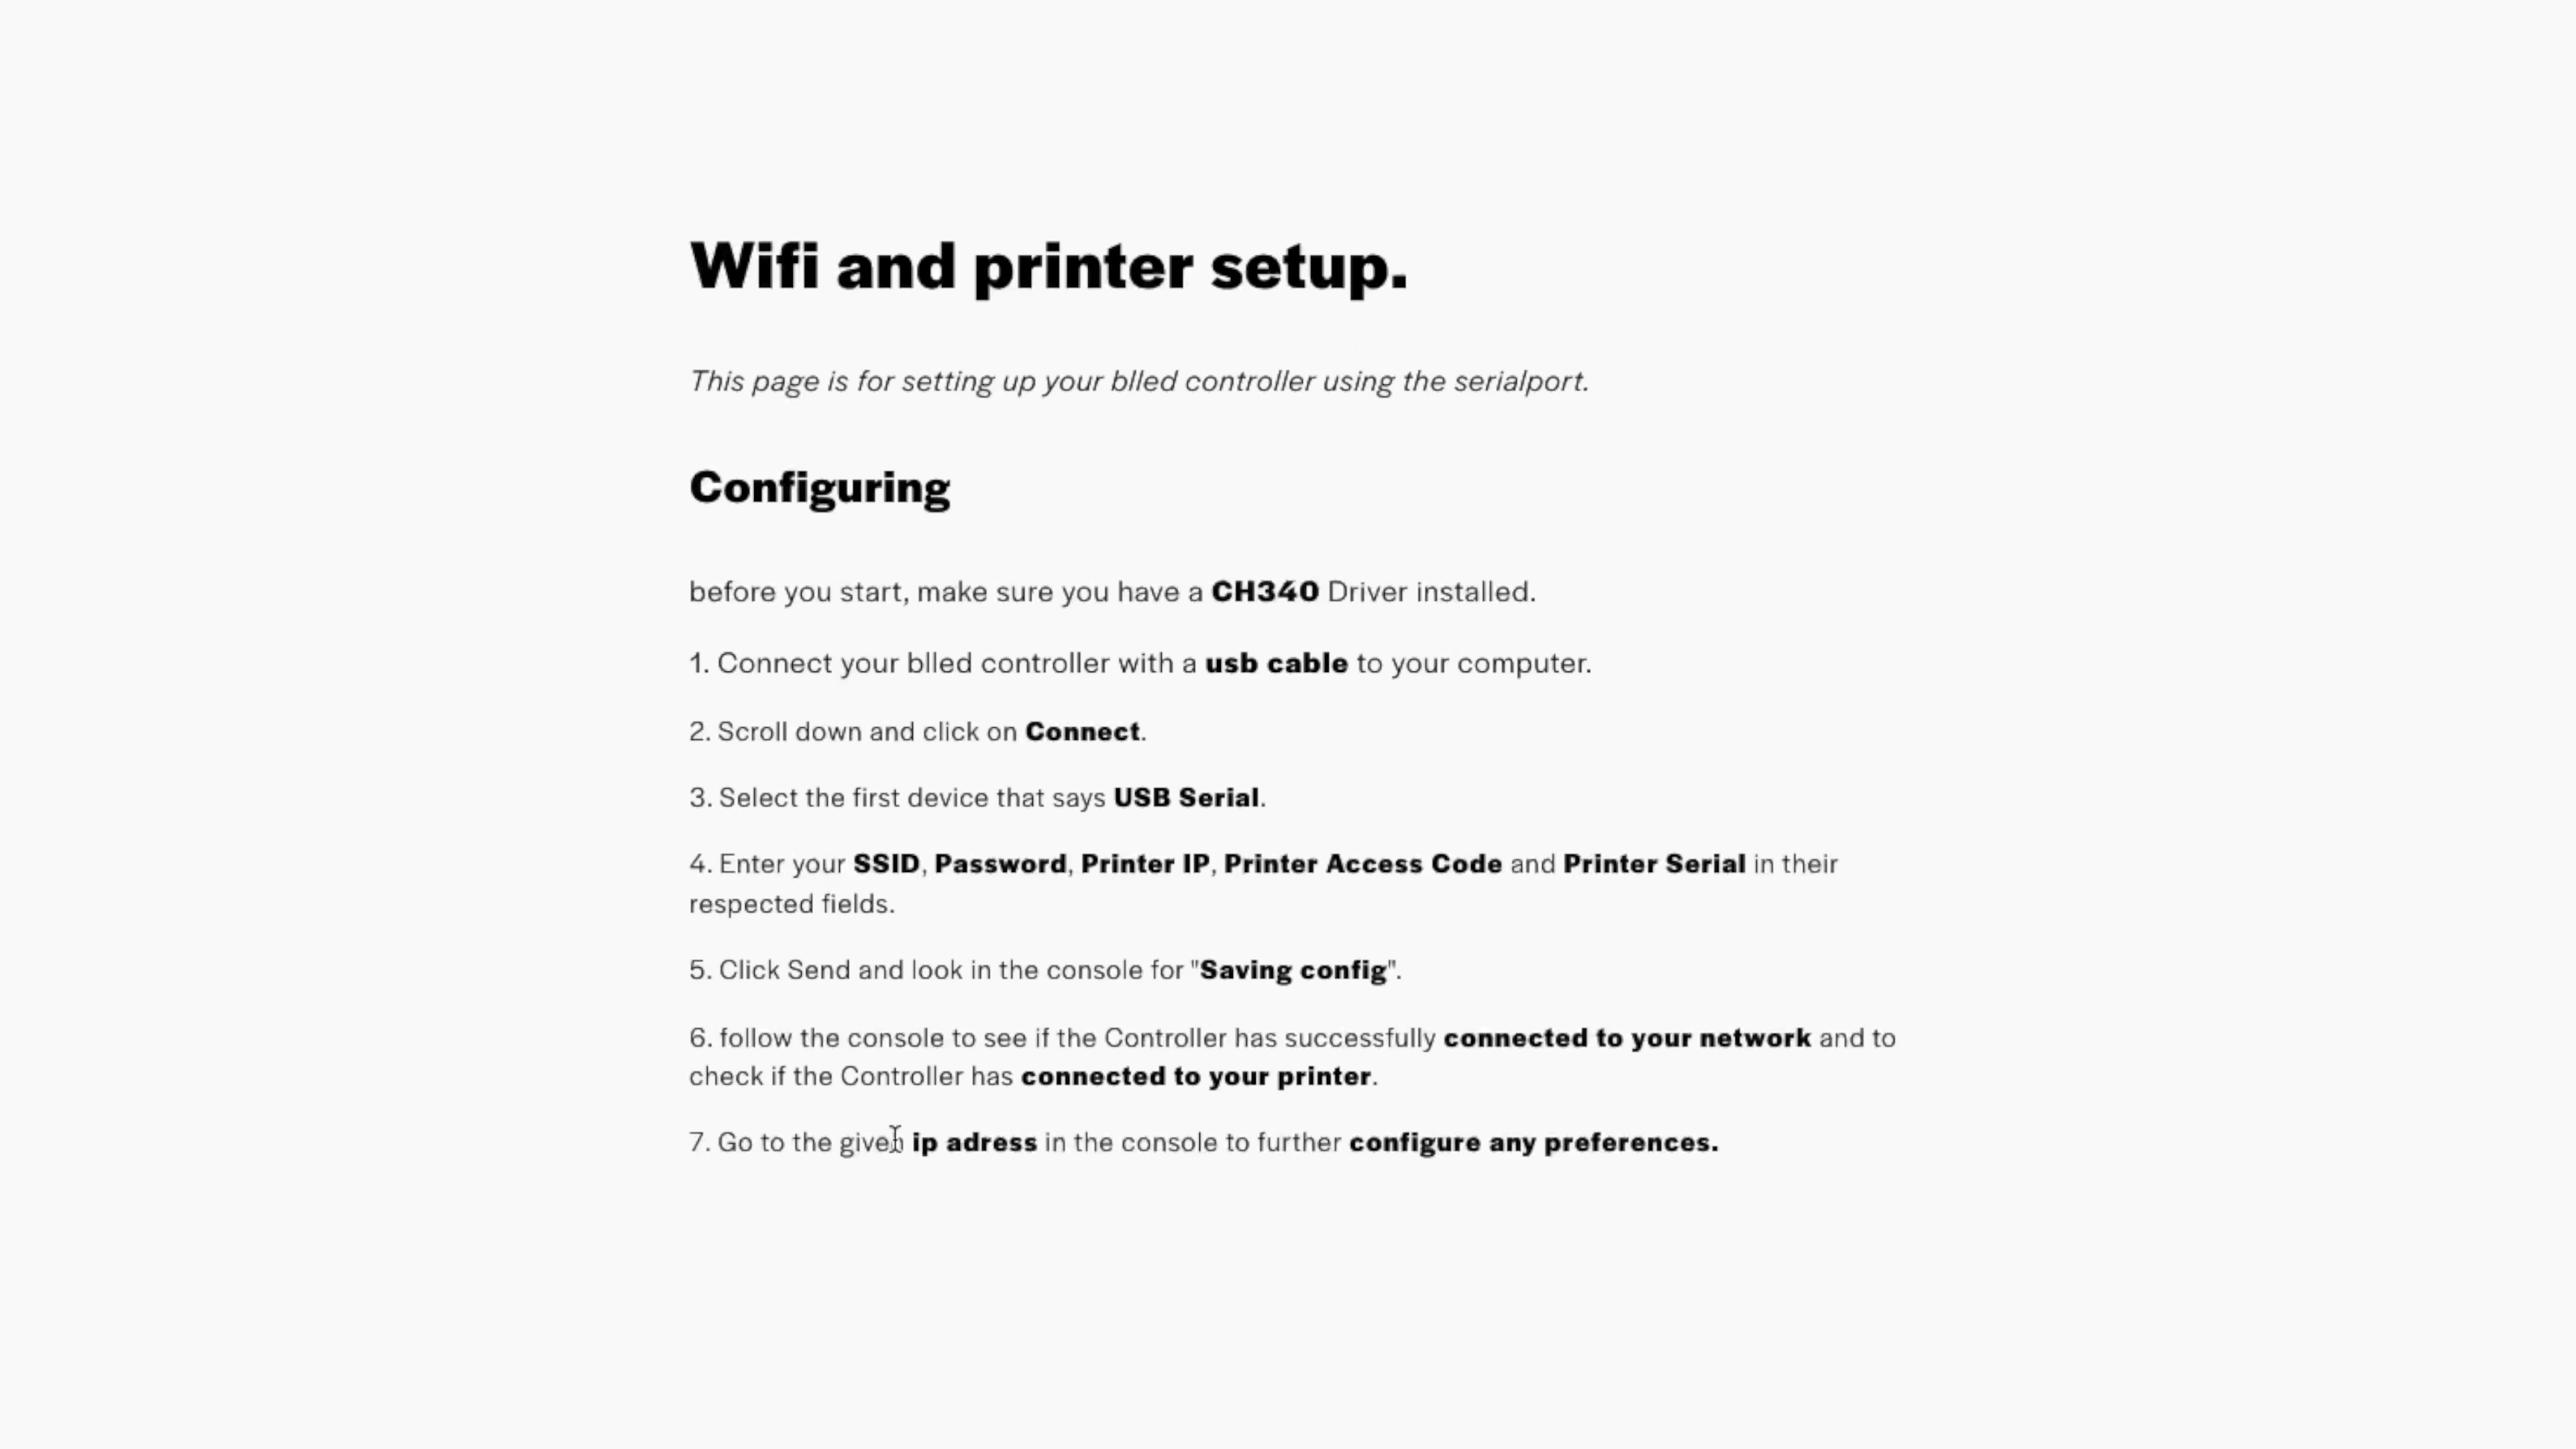 Wifi and printer setup.
This page is for setting up your blled controller using the serialport.
Configuring
before you start, make sure you have a CH340 Driver installed.
1. Connect your blled controller with a usb cable to your computer.
2. Scroll down and click on Connect.
3. Select the first device that says USB Serial.
4. Enter your SSID, Password, Printer IP, Printer Access Code and Printer Serial in their
respected fields.
5. Click Send and look in the console for "Saving config".
6. follow the console to see if the Controller has successfully connected to your network and to
check if the Controller has connected to your printer.
7. Go to the given ip adress in the console to further configure any preferences.